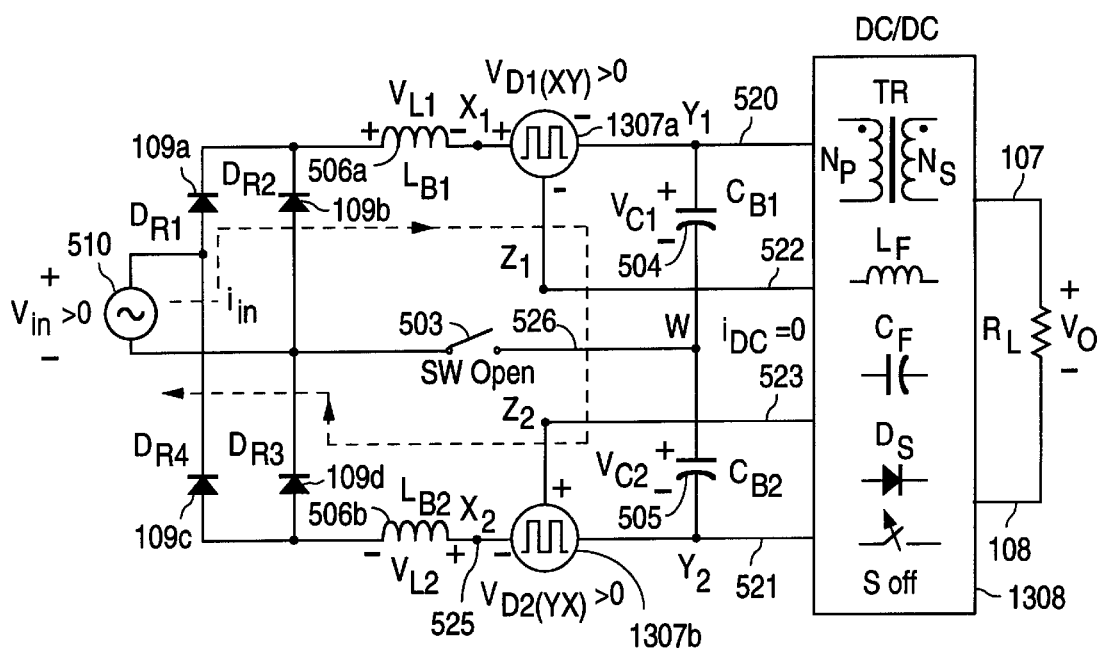 DC/DC
V_D1(XY) >0
V_L1
X_1
1307a
Y_1
520
TR
109a
+
-
+
-
506a
L_B1
D_R2
109b
-
N_P
N_S
107
D_R1
V_C1
+
-
C_B1
504
522
L_F
510
Z_1
+
V_in >0
-
i_in
503
526
W
i_DC =0
C_F
R_L
+
V_O
-
SW Open
Z_2
523
D_R4
D_R3
109d
L_B2
X_2
+
V_C2
+
-
C_B2
D_S
506b
505
109c
-
V_L2
+
-
Y_2
521
108
525
V_D2(YX) >0
1307b
S off
1308